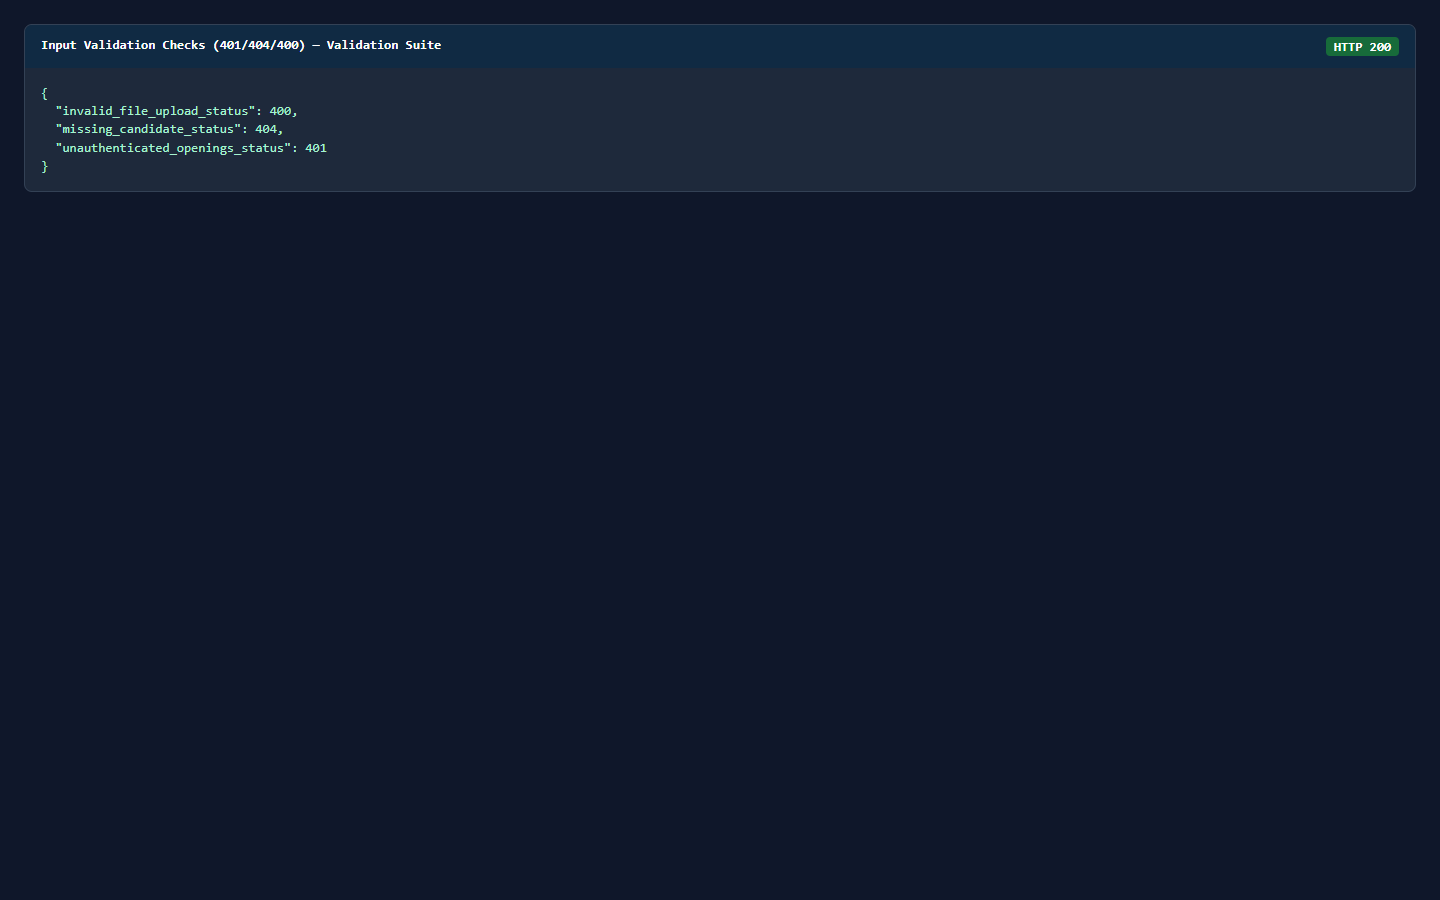 Input Validation Checks (401/404/400) — Validation Suite
HTTP 200
{
  "invalid_file_upload_status": 400,
  "missing_candidate_status": 404,
  "unauthenticated_openings_status": 401
}